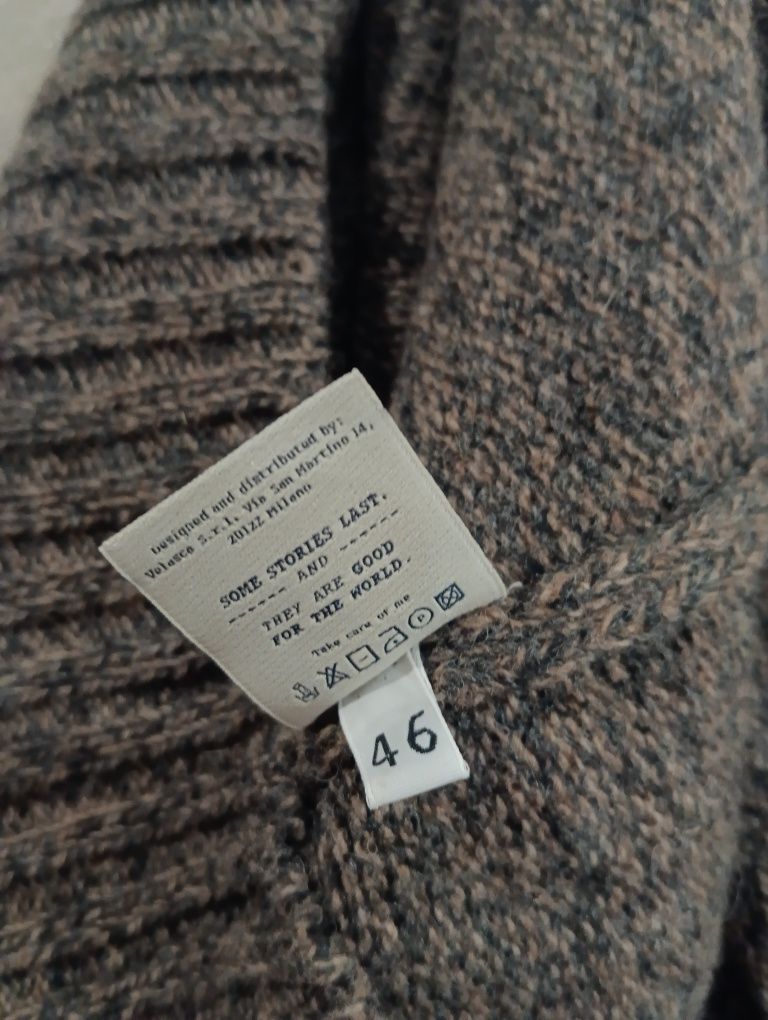 Designed and distributed by:
Velasca S.r.l. Via San Martino 14,
20122 Milano
SOME STORIES LAST.
------ AND ------
THEY ARE GOOD
FOR THE WORLD.
Take care of me
46